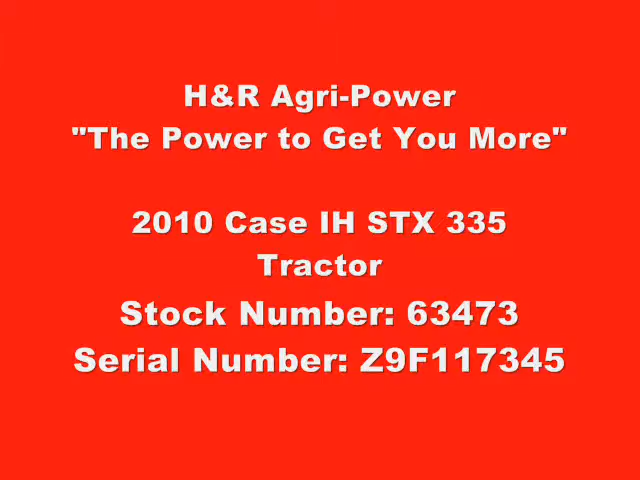 H&R Agri-Power
"The Power to Get You More"
2010 Case IH STX 335
Tractor
Stock Number: 63473
Serial Number: Z9F117345